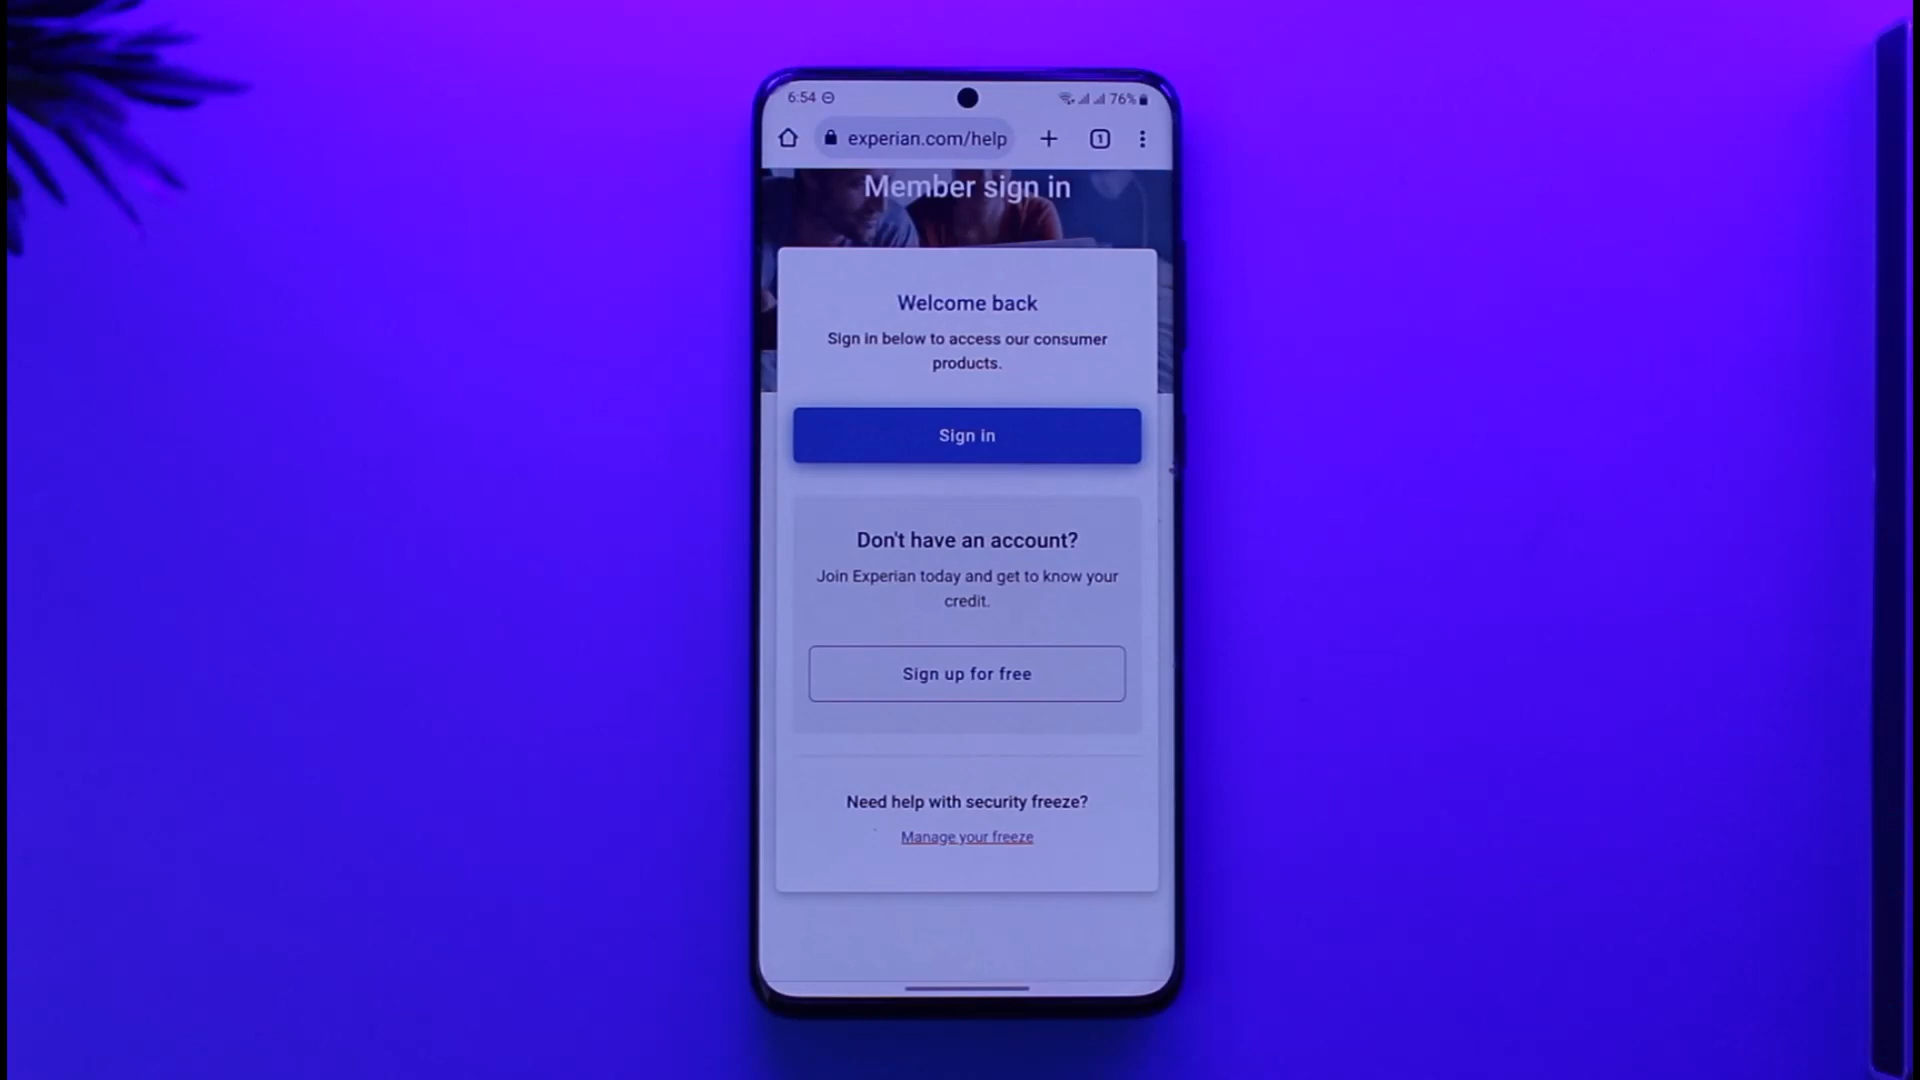 6:54
76%
experian.com/help
1
Member sign in
Welcome back
Sign in below to access our consumer
products.
Sign in
Don't have an account?
Join Experian today and get to know your
credit.
Sign up for free
Need help with security freeze?
Manage your freeze